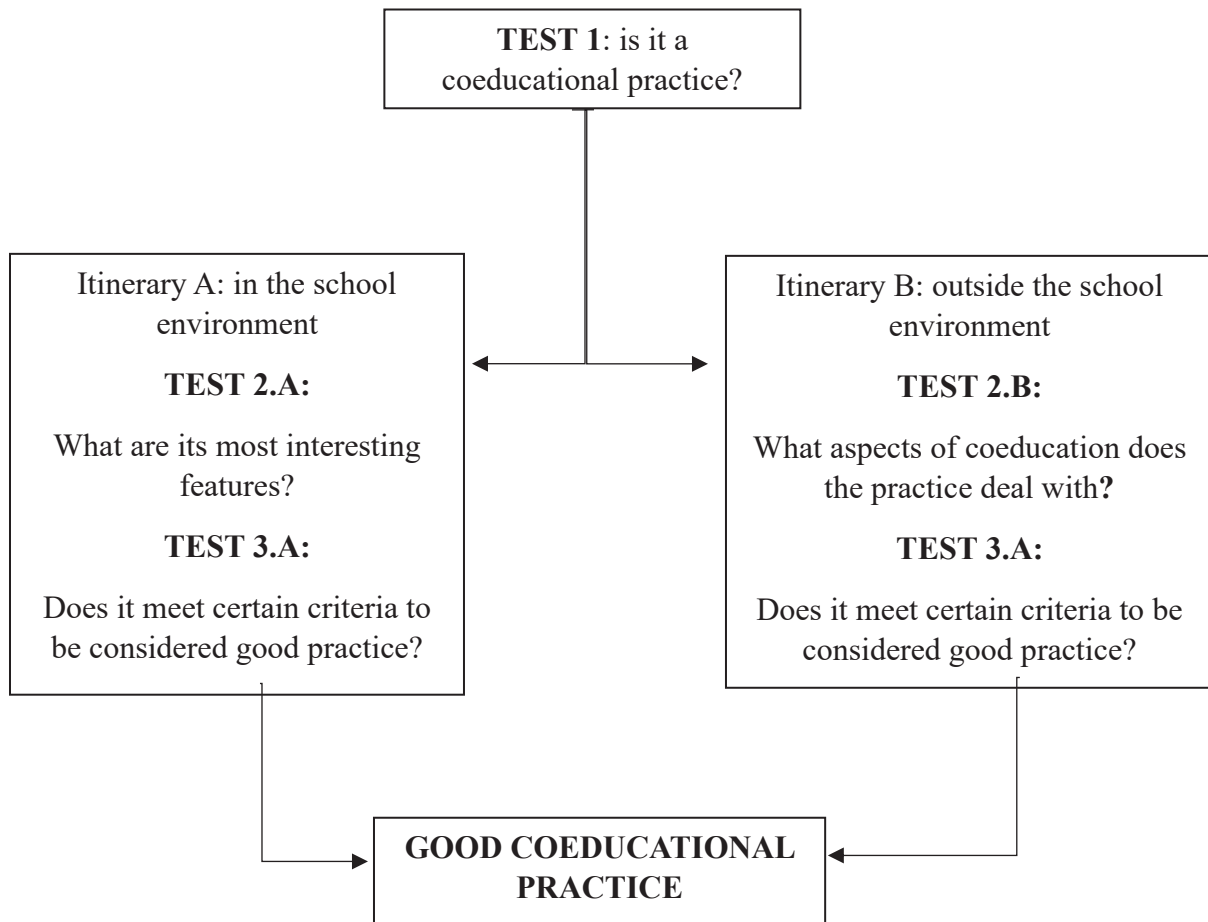 TEST 1: is it a
coeducational practice?
Itinerary A: in the school
environment
TEST 2.A:
What are its most interesting
features?
TEST 3.A:
Does it meet certain criteria to
be considered good practice?
Itinerary B: outside the school
environment
TEST 2.B:
What aspects of coeducation does
the practice deal with?
TEST 3.A:
Does it meet certain criteria to be
considered good practice?
GOOD COEDUCATIONAL
PRACTICE